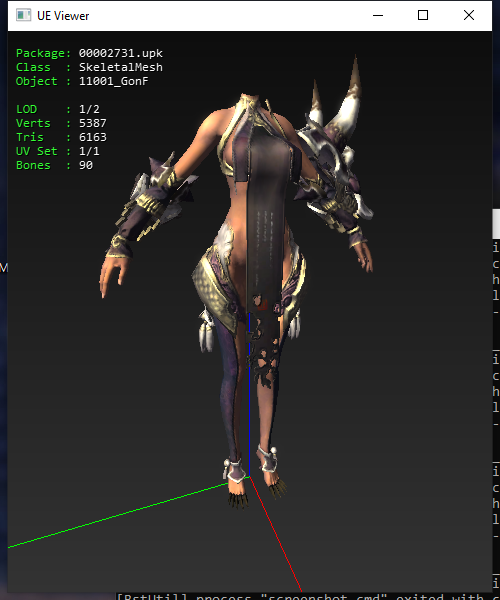 UE Viewer
Package: 00002731.upk
Class  : SkeletalMesh
Object : 11001_GonF
LOD    : 1/2
Verts  : 5387
Tris   : 6163
UV Set : 1/1
Bones  : 90
M
i
c
h
l
-
i
c
h
l
-
i
c
h
l
-
i
[BstUtil] process "screenshot.cmd" exited with c